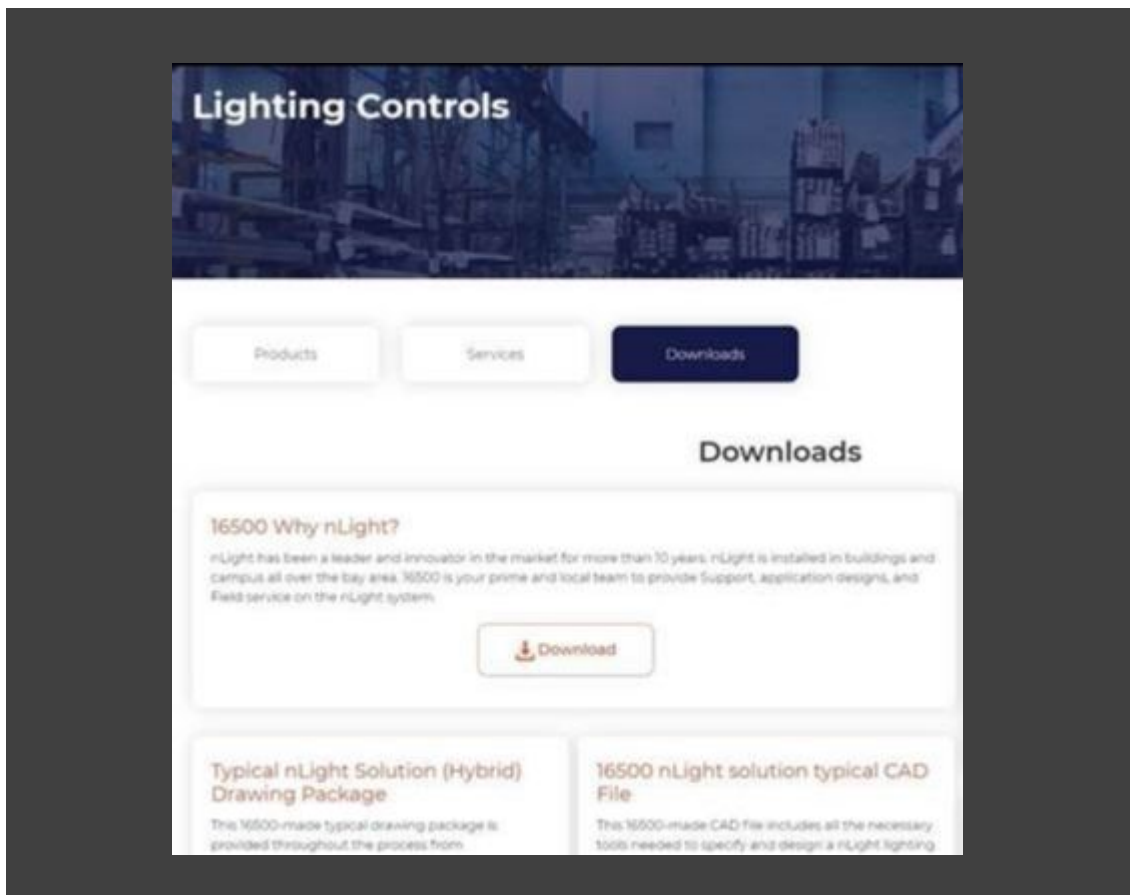 Lighting Controls
Products
Services
Downloads
Downloads
16500 Why nLight?
nLight has been a leader and innovator in the market for more than 10 years. nLight is installed in buildings and
campus all over the bay area. 16500 is your prime and local team to provide Support, application designs, and
Field service on the nLight system.
Download
Typical nLight Solution (Hybrid)
Drawing Package
This 16500-made typical drawing package is
provided throughout the process from
16500 nLight solution typical CAD
File
This 16500-made CAD file includes all the necessary
tools needed to specify and design a nLight lighting